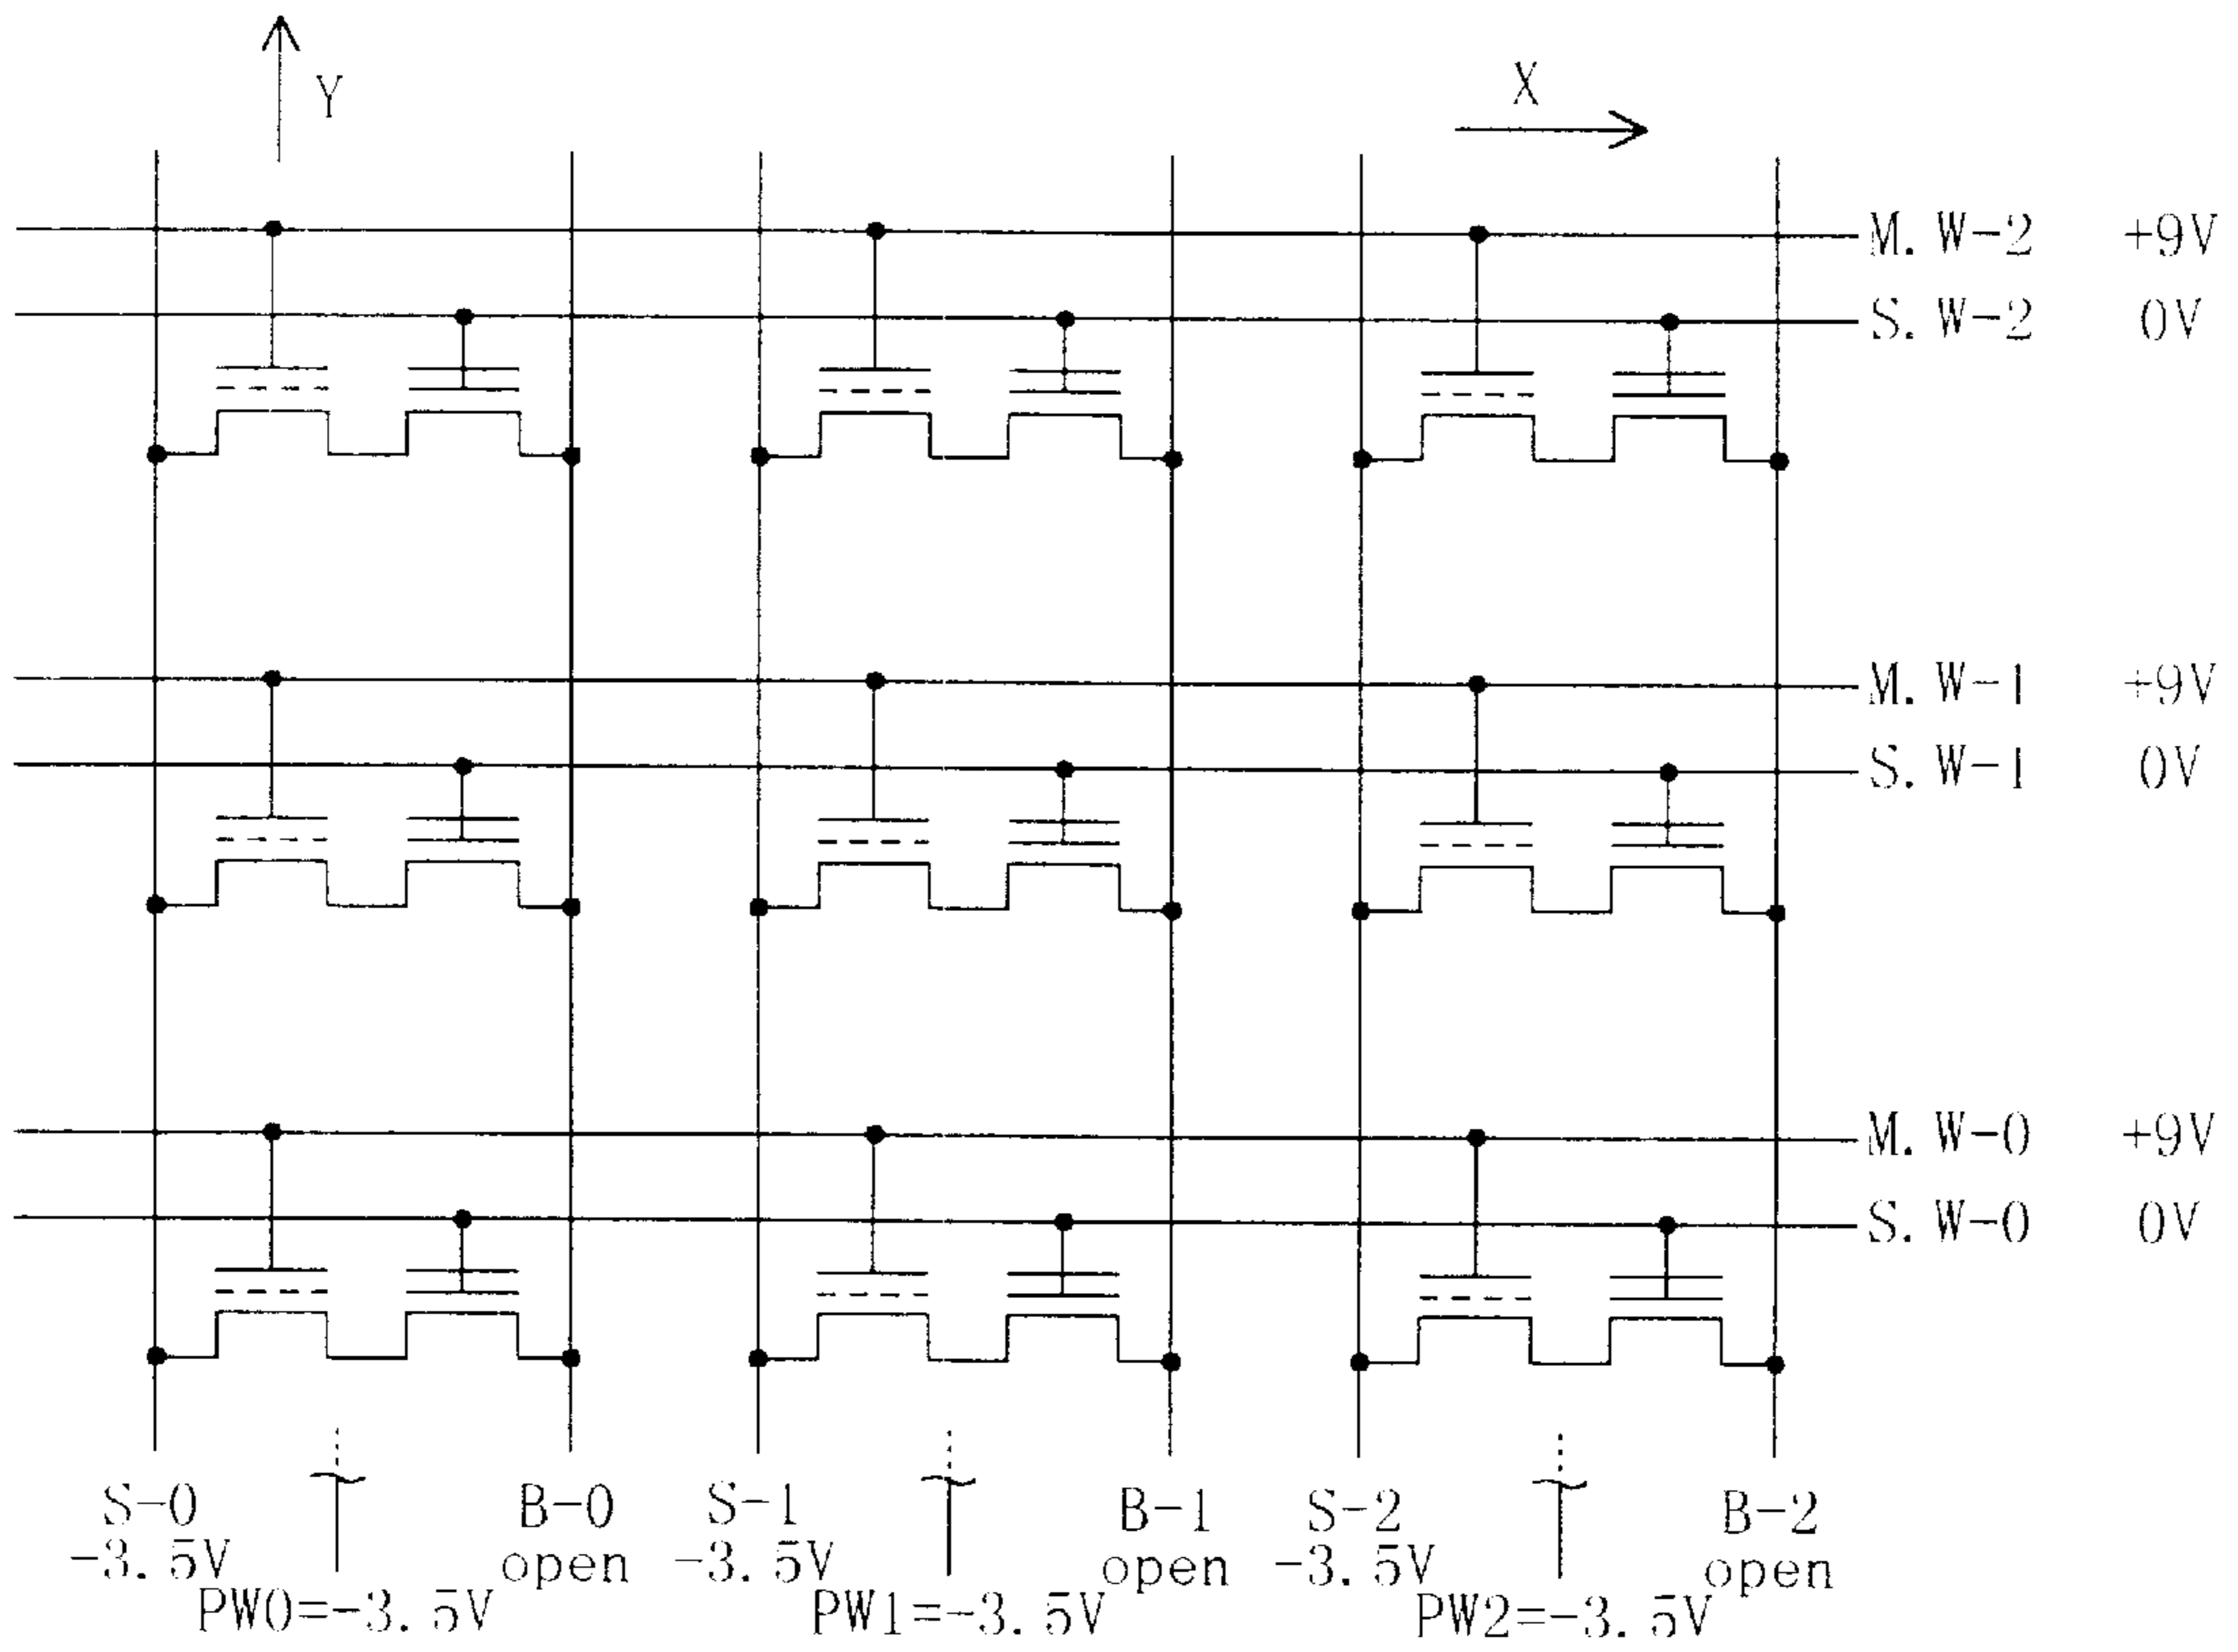 Y
X
M. W-2 +9V
S. W-2 0V
M. W-1 +9V
S. W-1 0V
M. W-0 +9V
S. W-0 0V
S-0 B-0 S-1 B-1 S-2 B-2
-3. 5V open -3. 5V open -3. 5V open
PW0=-3. 5V PW1=-3. 5V PW2=-3. 5V